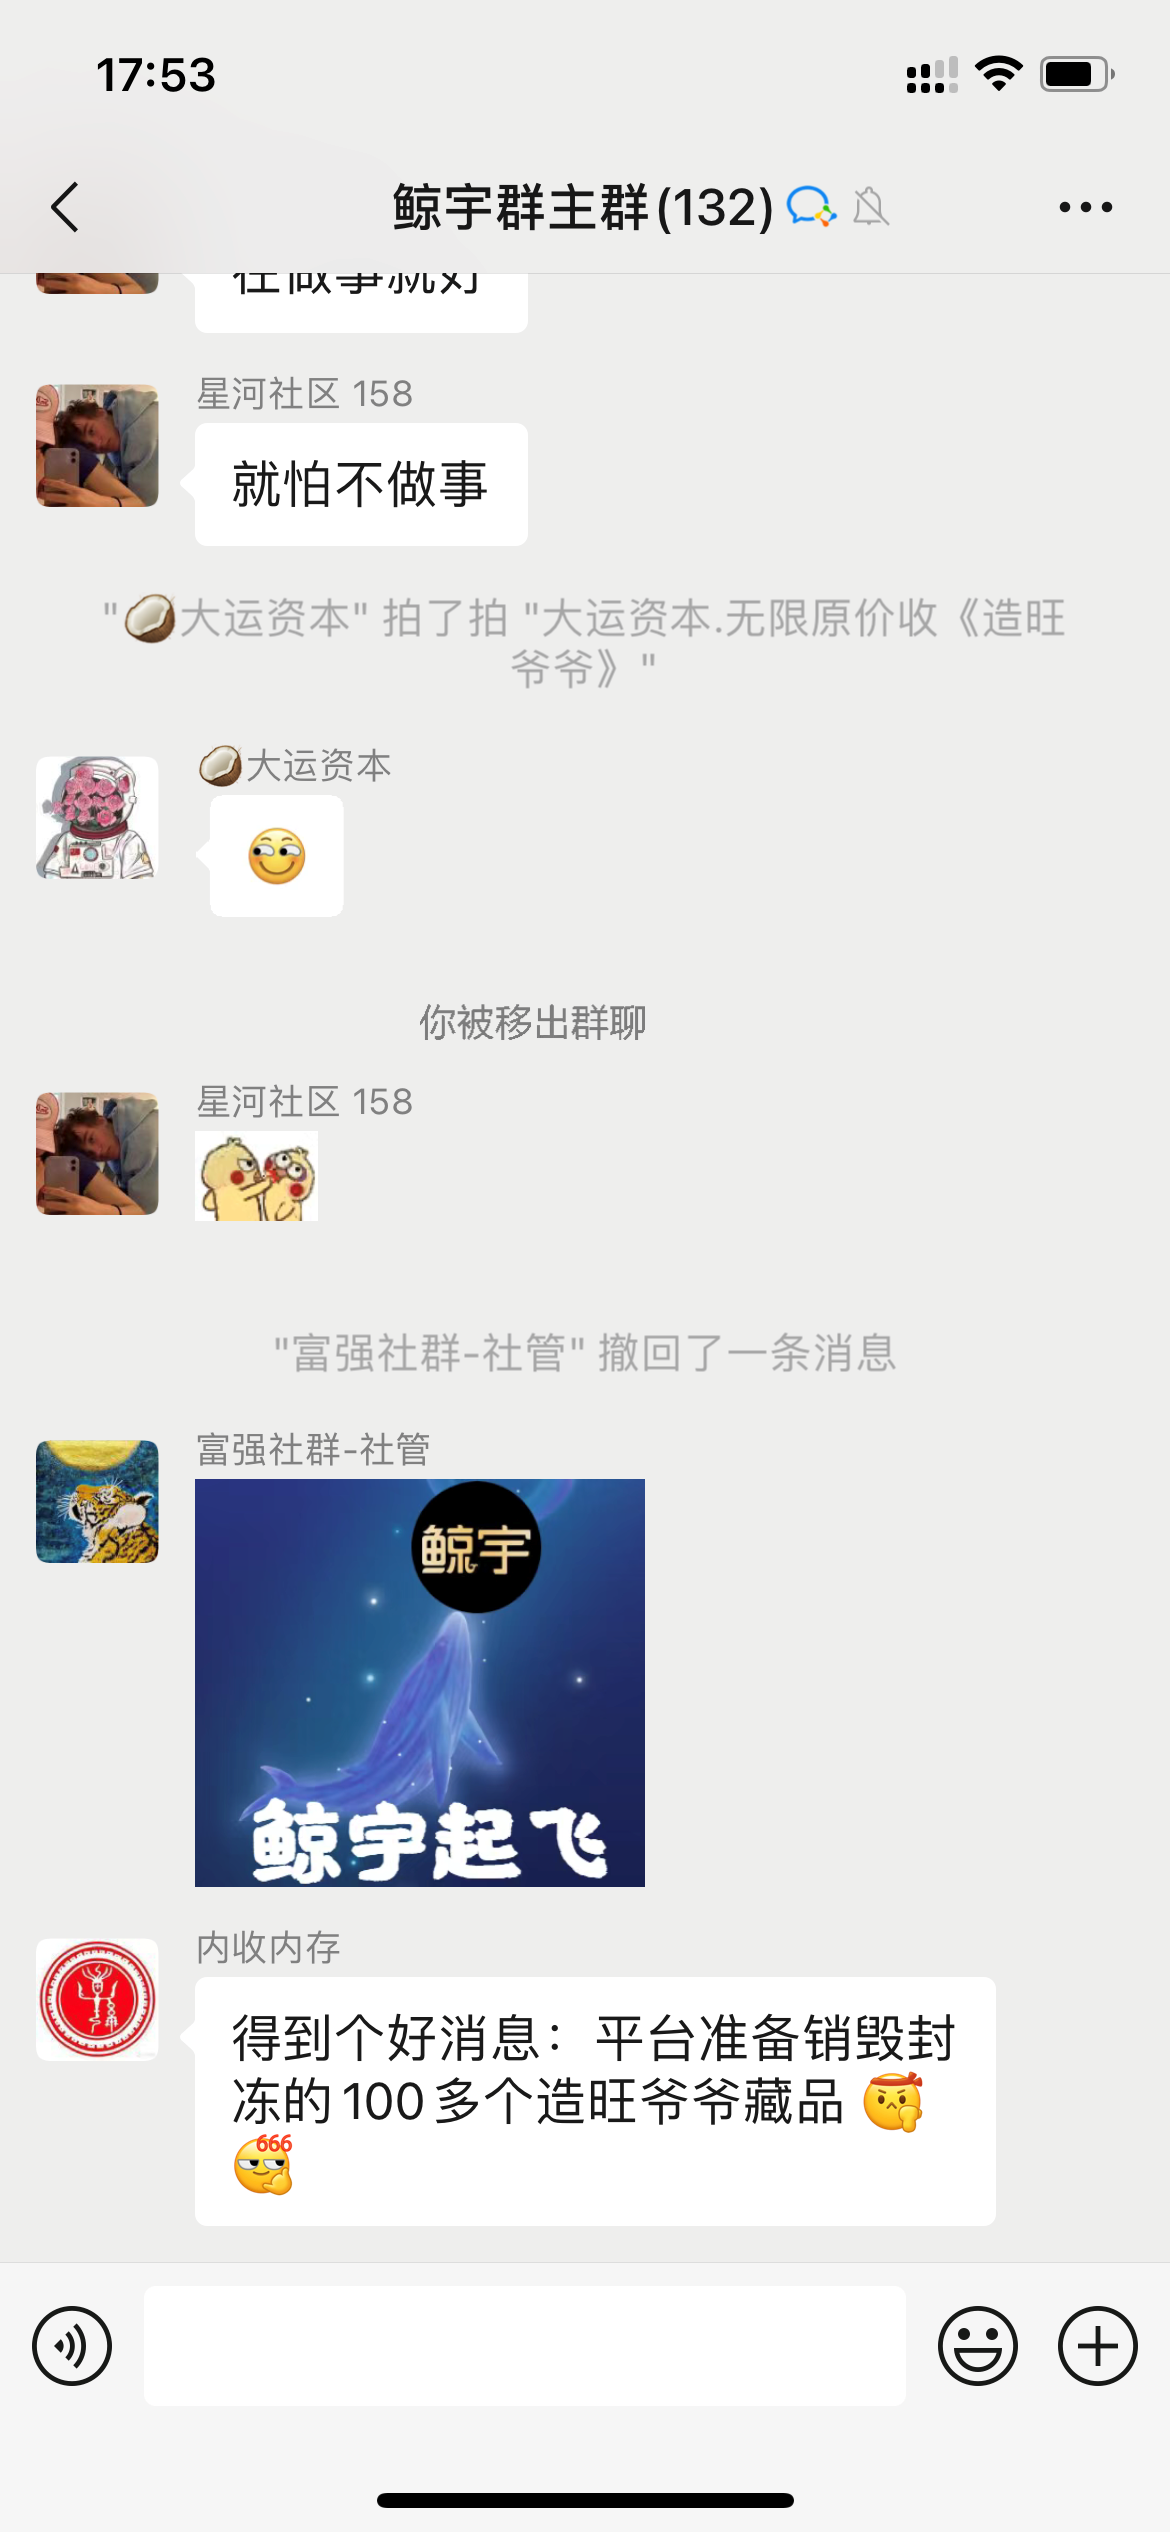 17:53
鲸宇群主群(132)
在做事就好
星河社区 158
就怕不做事
"🥥大运资本" 拍了拍 "大运资本.无限原价收《造旺
爷爷》"
🥥大运资本
你被移出群聊
星河社区 158
"富强社群-社管" 撤回了一条消息
富强社群-社管
鲸宇
鲸宇起飞
内收内存
得到个好消息：平台准备销毁封
冻的100多个造旺爷爷藏品
666